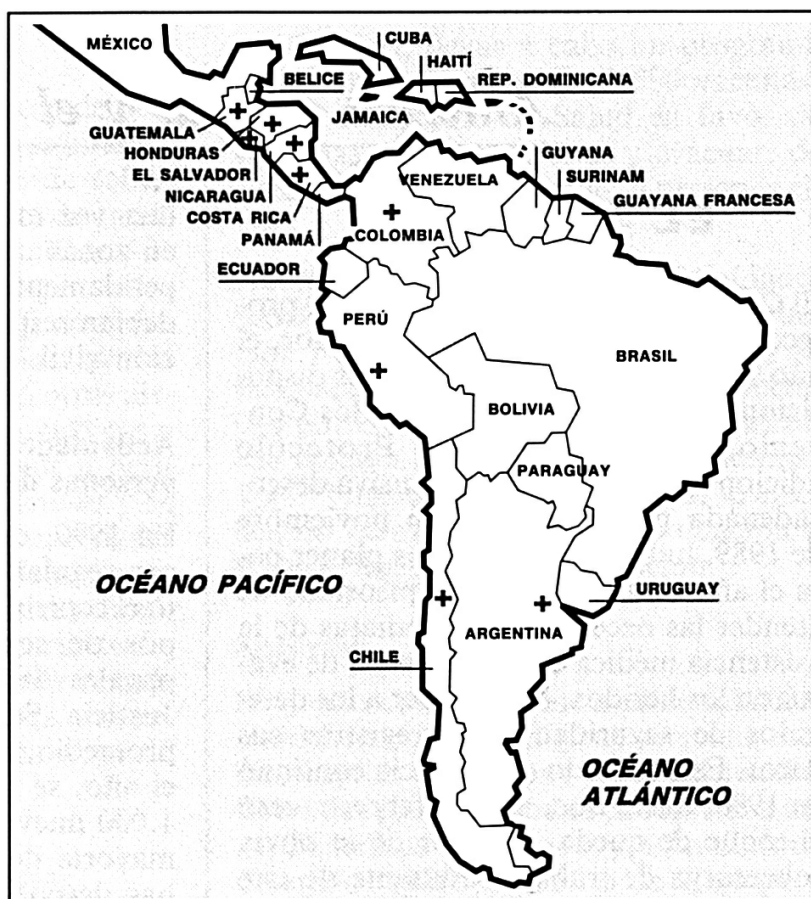 MÉXICO
CUBA
HAITÍ
BELICE
REP. DOMINICANA
JAMAICA
GUATEMALA
HONDURAS
EL SALVADOR
NICARAGUA
COSTA RICA
PANAMÁ
GUYANA
SURINAM
GUAYANA FRANCESA
VENEZUELA
COLOMBIA
ECUADOR
PERÚ
BRASIL
BOLIVIA
PARAGUAY
OCÉANO PACÍFICO
URUGUAY
ARGENTINA
CHILE
OCÉANO
ATLÁNTICO